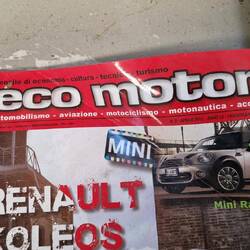 di economia - cultura - tecnica - turismo
eco motor
automobilismo - aviazione - motociclismo - motonautica -
MINI
RENAULT
Mini
KOLEOS